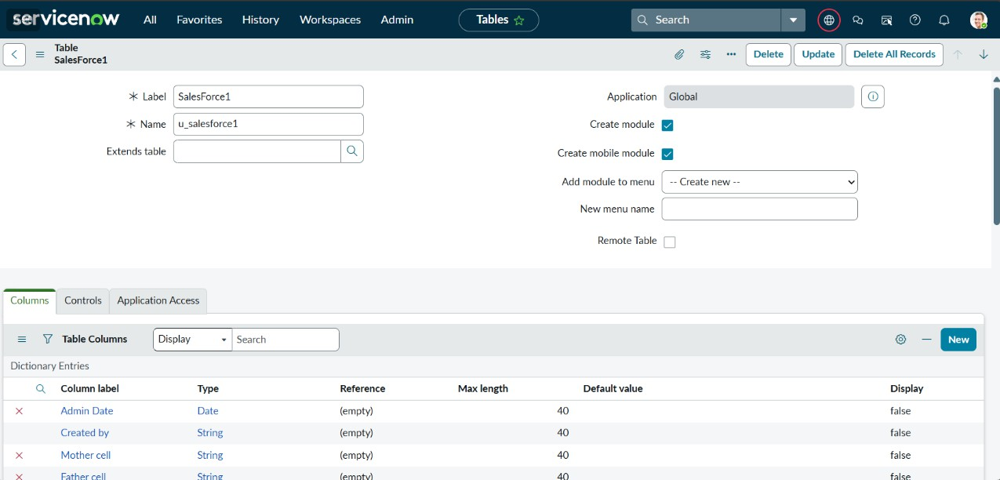 servicenow All Favorites History Workspaces Admin Tables Search
Table
SalesForce1
Delete Update Delete All Records
Label SalesForce1
Name u_salesforce1
Extends table
Application Global
Create module
Create mobile module
Add module to menu -- Create new --
New menu name
Remote Table
Columns Controls Application Access
Table Columns Display Search New
Dictionary Entries
Column label Type Reference Max length Default value Display
Admin Date Date (empty) 40 false
Created by String (empty) 40 false
Mother cell String (empty) 40 false
Father cell String (empty) 40 false